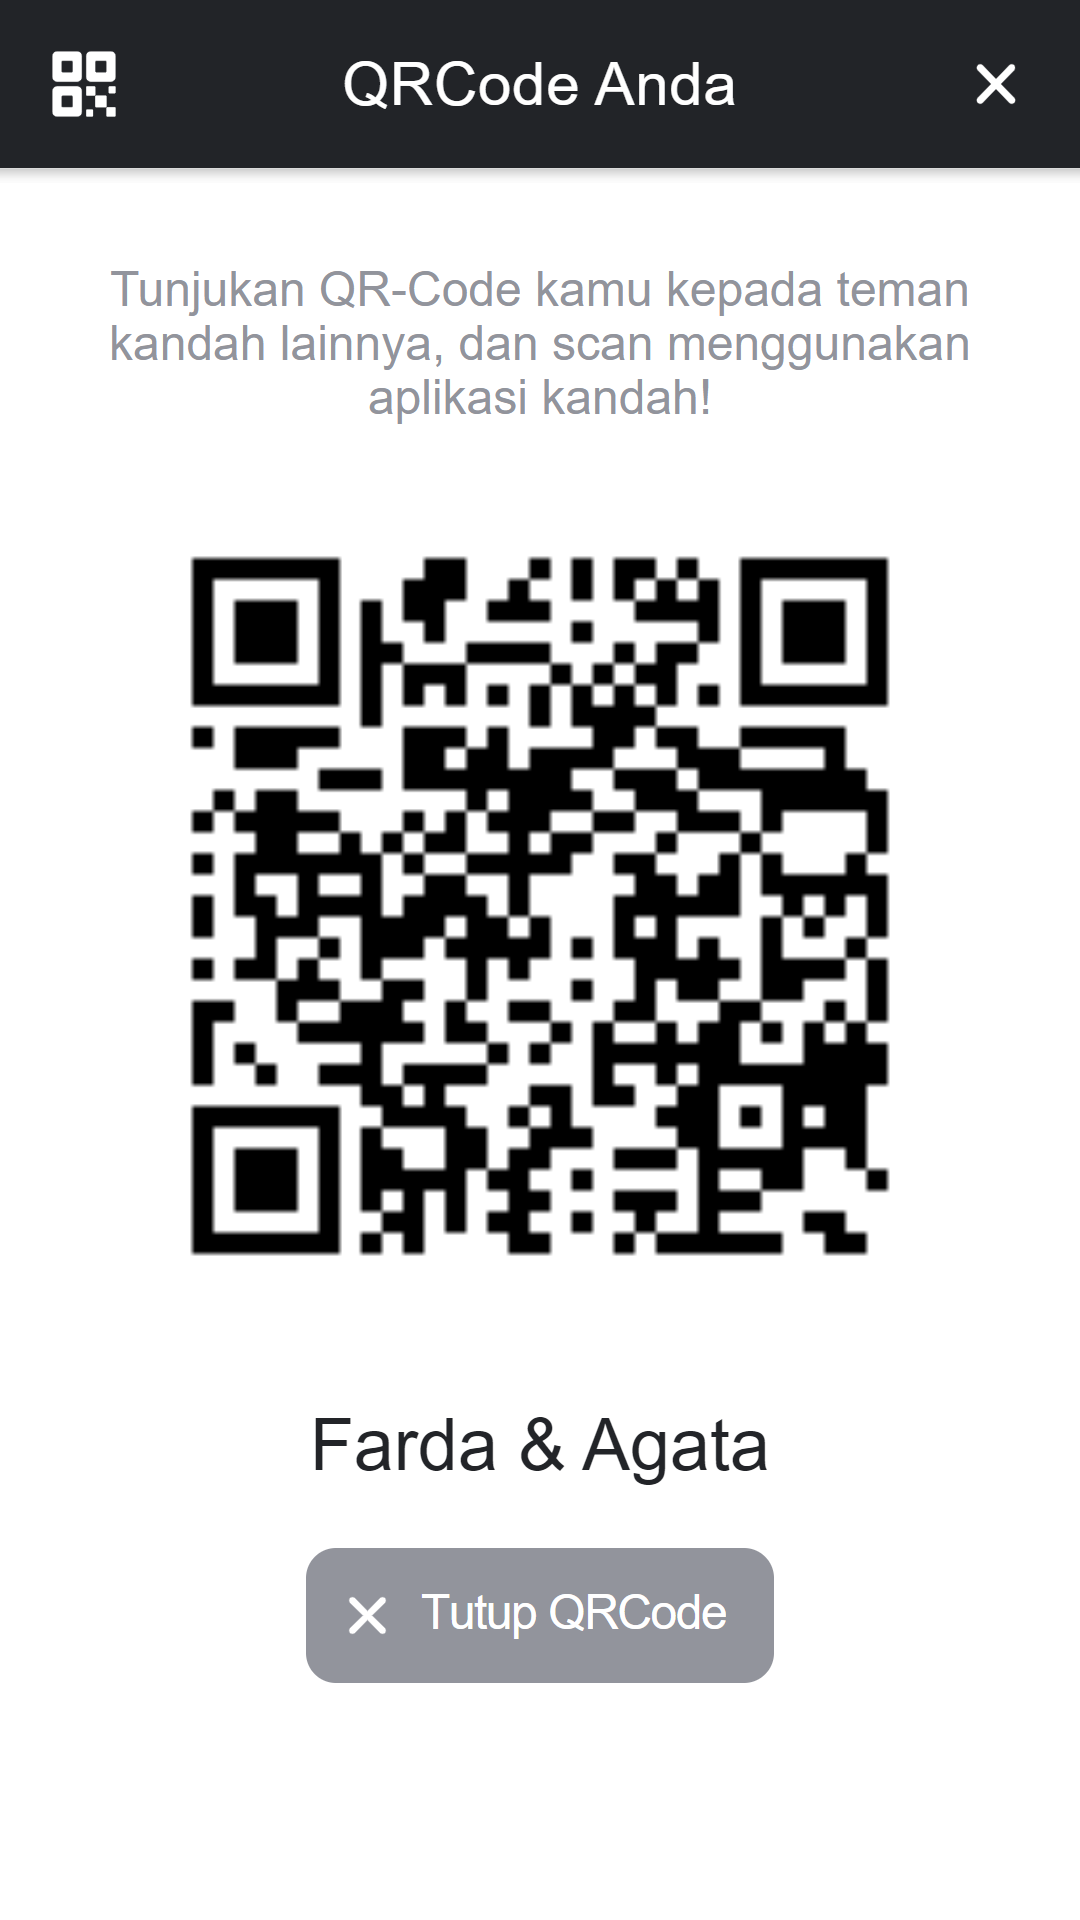 QRCode Anda
Tunjukan QR-Code kamu kepada teman
kandah lainnya, dan scan menggunakan
aplikasi kandah!
Farda & Agata
Tutup QRCode